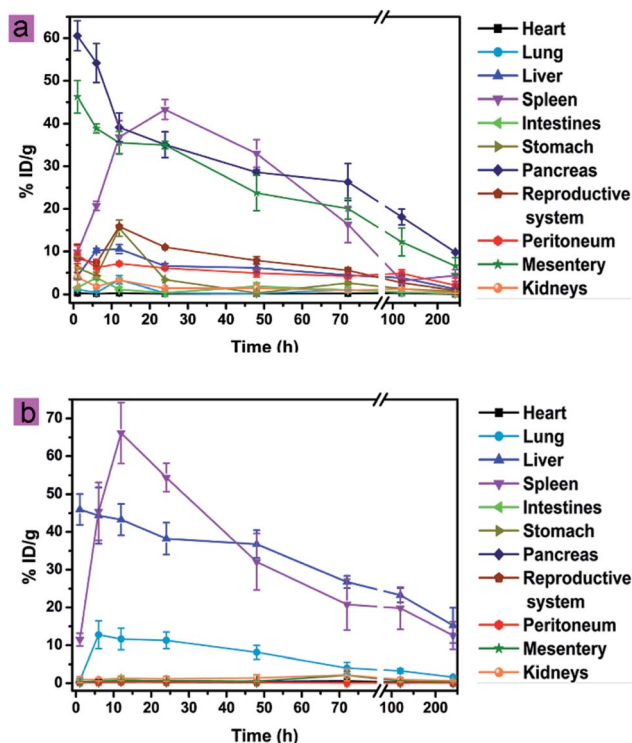 a
60
50
40
30
20
10
0
% ID/g
0 10 20 30 40 50 60 70 100 200
Time (h)
Heart
Lung
Liver
Spleen
Intestines
Stomach
Pancreas
Reproductive
system
Peritoneum
Mesentery
Kidneys
b
70
60
50
40
30
20
10
0
% ID/g
0 10 20 30 40 50 60 70 100 200
Time (h)
Heart
Lung
Liver
Spleen
Intestines
Stomach
Pancreas
Reproductive
system
Peritoneum
Mesentery
Kidneys